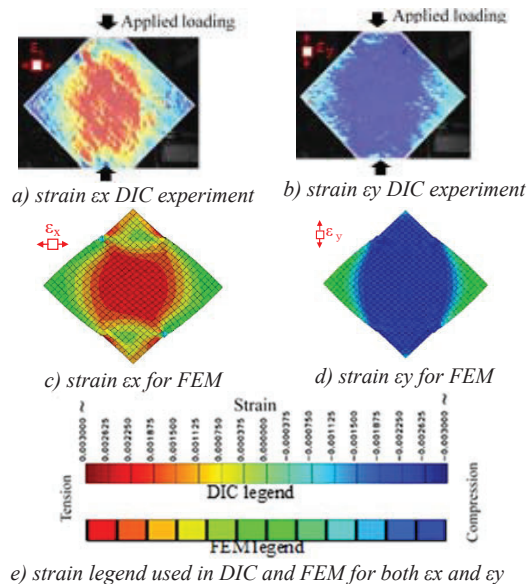 Applied loading
Applied loading
εx
εy
a) strain εx DIC experiment
b) strain εy DIC experiment
εx
εy
c) strain εx for FEM
d) strain εy for FEM
~ Strain ~
0.003000 0.002625 0.002250 0.001875 0.001500 0.001125 0.000750 0.000375 0.000000 −0.000375 −0.000750 −0.001125 −0.001500 −0.001875 −0.002250 −0.002625 −0.003000
Tension
DIC legend
Compression
FEM legend
e) strain legend used in DIC and FEM for both εx and εy